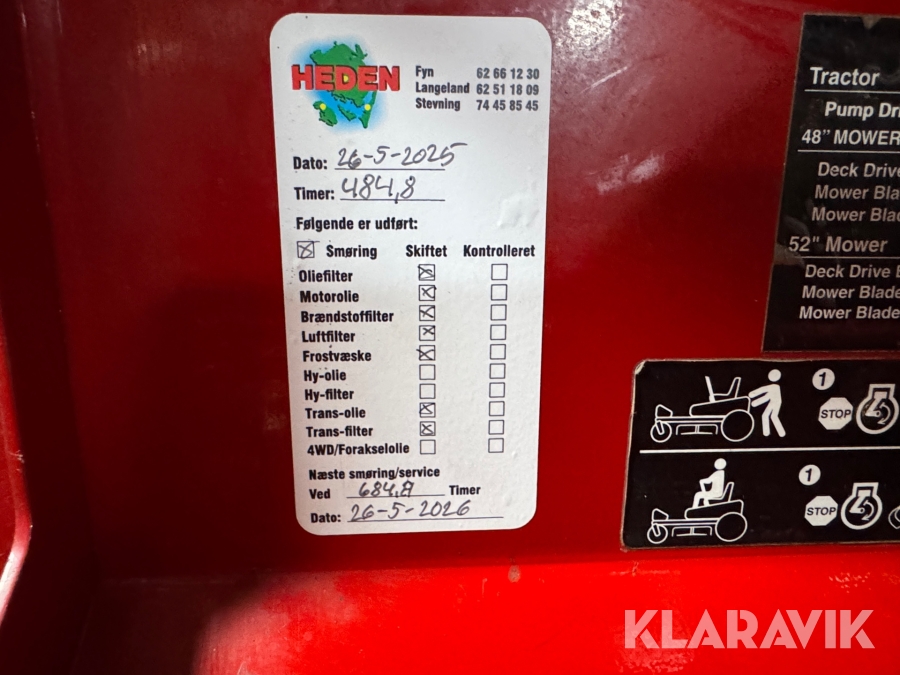 HEDEN
Fyn 62 66 12 30
Langeland 62 51 18 09
Stevning 74 45 85 45
Dato: 26-5-2025
Timer: 484,8
Følgende er udført:
Smøring Skiftet Kontrolleret
Oliefilter
Motorolie
Brændstoffilter
Luftfilter
Frostvæske
Hy-olie
Hy-filter
Trans-olie
Trans-filter
4WD/Forakselolie
Næste smøring/service
Ved 684,8 Timer
Dato: 26-5-2026
Tractor
Pump Dri
48" MOWER
Deck Drive
Mower Blad
Mower Blad
52" Mower
Deck Drive B
Mower Blade
Mower Blade
1
STOP
1
STOP
KLARAVIK